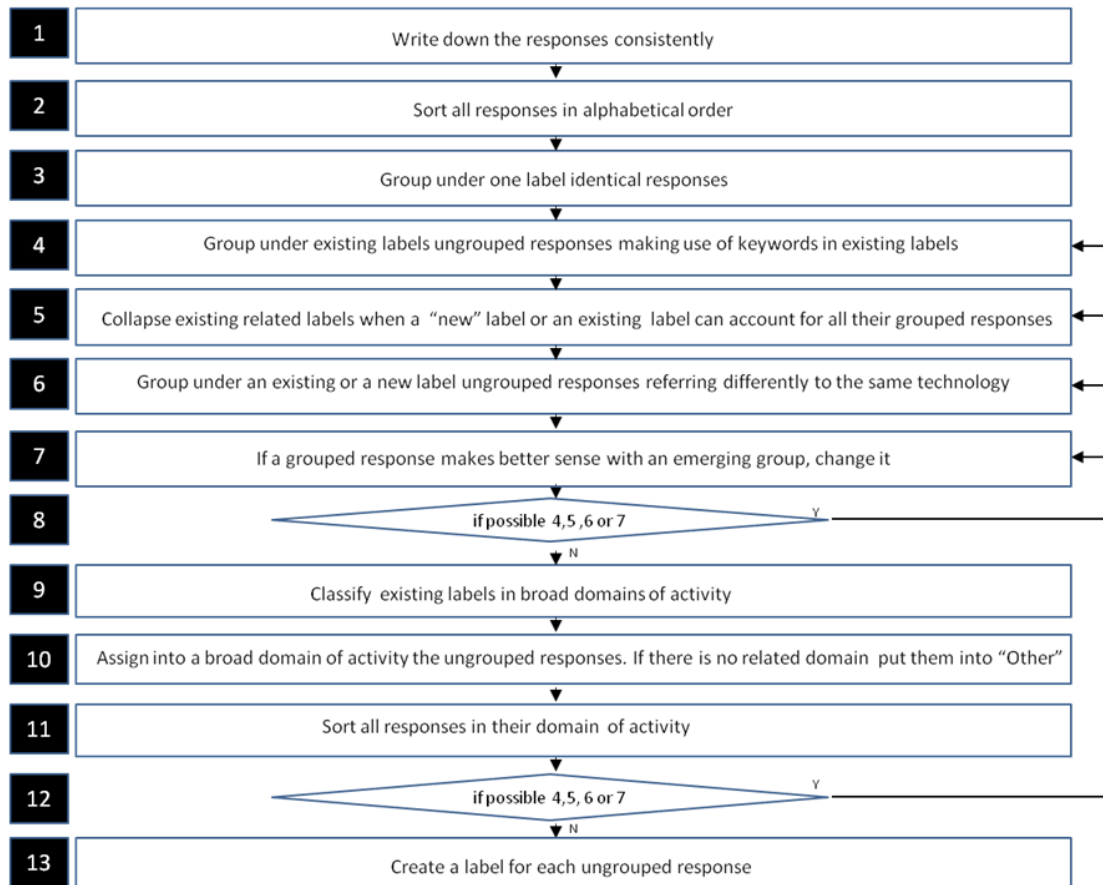 1
Write down the responses consistently
2
Sort all responses in alphabetical order
3
Group under one label identical responses
4
Group under existing labels ungrouped responses making use of keywords in existing labels
5
Collapse existing related labels when a “new” label or an existing label can account for all their grouped responses
6
Group under an existing or a new label ungrouped responses referring differently to the same technology
7
If a grouped response makes better sense with an emerging group, change it
8
if possible 4,5 ,6 or 7
Y
N
9
Classify existing labels in broad domains of activity
10
Assign into a broad domain of activity the ungrouped responses. If there is no related domain put them into “Other”
11
Sort all responses in their domain of activity
12
if possible 4,5, 6 or 7
Y
N
13
Create a label for each ungrouped response